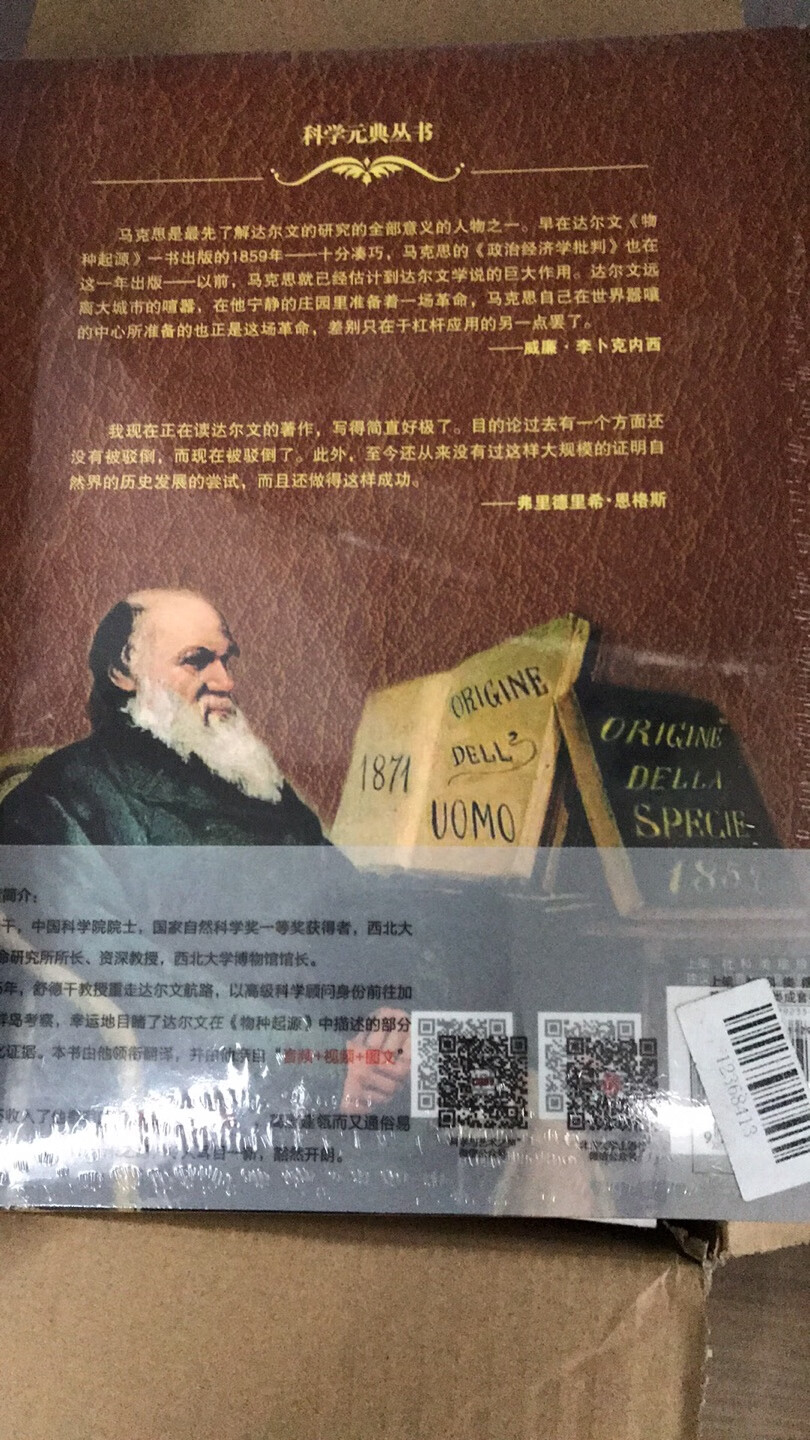 科学元典丛书
马克思是最先了解达尔文的研究的全部意义的人物之一。早在达尔文《物
种起源》一书出版的1859年——十分凑巧，马克思的《政治经济学批判》也在
这一年出版——以前，马克思就已经估计到达尔文学说的巨大作用。达尔文远
离大城市的喧嚣，在他宁静的庄园里准备着一场革命，马克思自己在世界嚣嚷
的中心所准备的也正是这场革命，差别只在于杠杆应用的另一点罢了。
——威廉·李卜克内西
我现在正在读达尔文的著作，写得简直好极了。目的论过去有一个方面还
没有被驳倒，而现在被驳倒了。此外，至今还从来没有过这样大规模的证明自
然界的历史发展的尝试，而且还做得这样成功。
——弗里德里希·恩格斯
1871
ORIGINE
DELL'
UOMO
ORIGINE
DELLA
SPECIE
185
简介：
干，中国科学院院士，国家自然科学奖一等奖获得者，西北大
命研究所所长、资深教授，西北大学博物馆馆长。
年，舒德干教授重走达尔文航路，以高级科学顾问身份前往加
群岛考察，幸运地目睹了达尔文在《物种起源》中描述的部分
化证据。本书由他领衔翻译，并由他亲自“音频+视频+图文”
收入了
而又通俗易
豁然开朗。
12368413